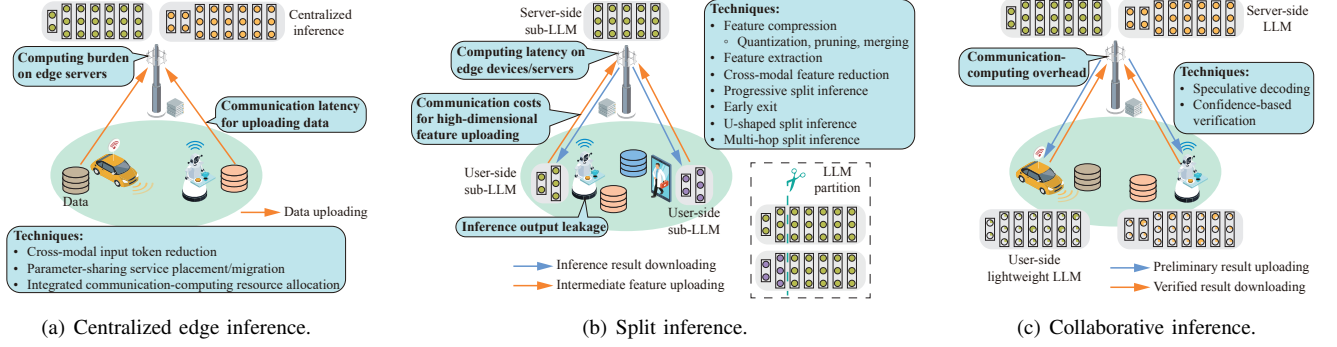 Centralized
inference
Computing burden
on edge servers
Communication latency
for uploading data
Data
Data uploading
Techniques:
• Cross-modal input token reduction
• Parameter-sharing service placement/migration
• Integrated communication-computing resource allocation
(a) Centralized edge inference.
Server-side
sub-LLM
Computing latency on
edge devices/servers
Communication costs
for high-dimensional
feature uploading
Techniques:
• Feature compression
◦ Quantization, pruning, merging
• Feature extraction
• Cross-modal feature reduction
• Progressive split inference
• Early exit
• U-shaped split inference
• Multi-hop split inference
User-side
sub-LLM
User-side
sub-LLM
Inference output leakage
LLM
partition
Inference result downloading
Intermediate feature uploading
(b) Split inference.
Server-side
LLM
Communication-
computing overhead
Techniques:
• Speculative decoding
• Confidence-based
verification
User-side
lightweight LLM
Preliminary result uploading
Verified result downloading
(c) Collaborative inference.